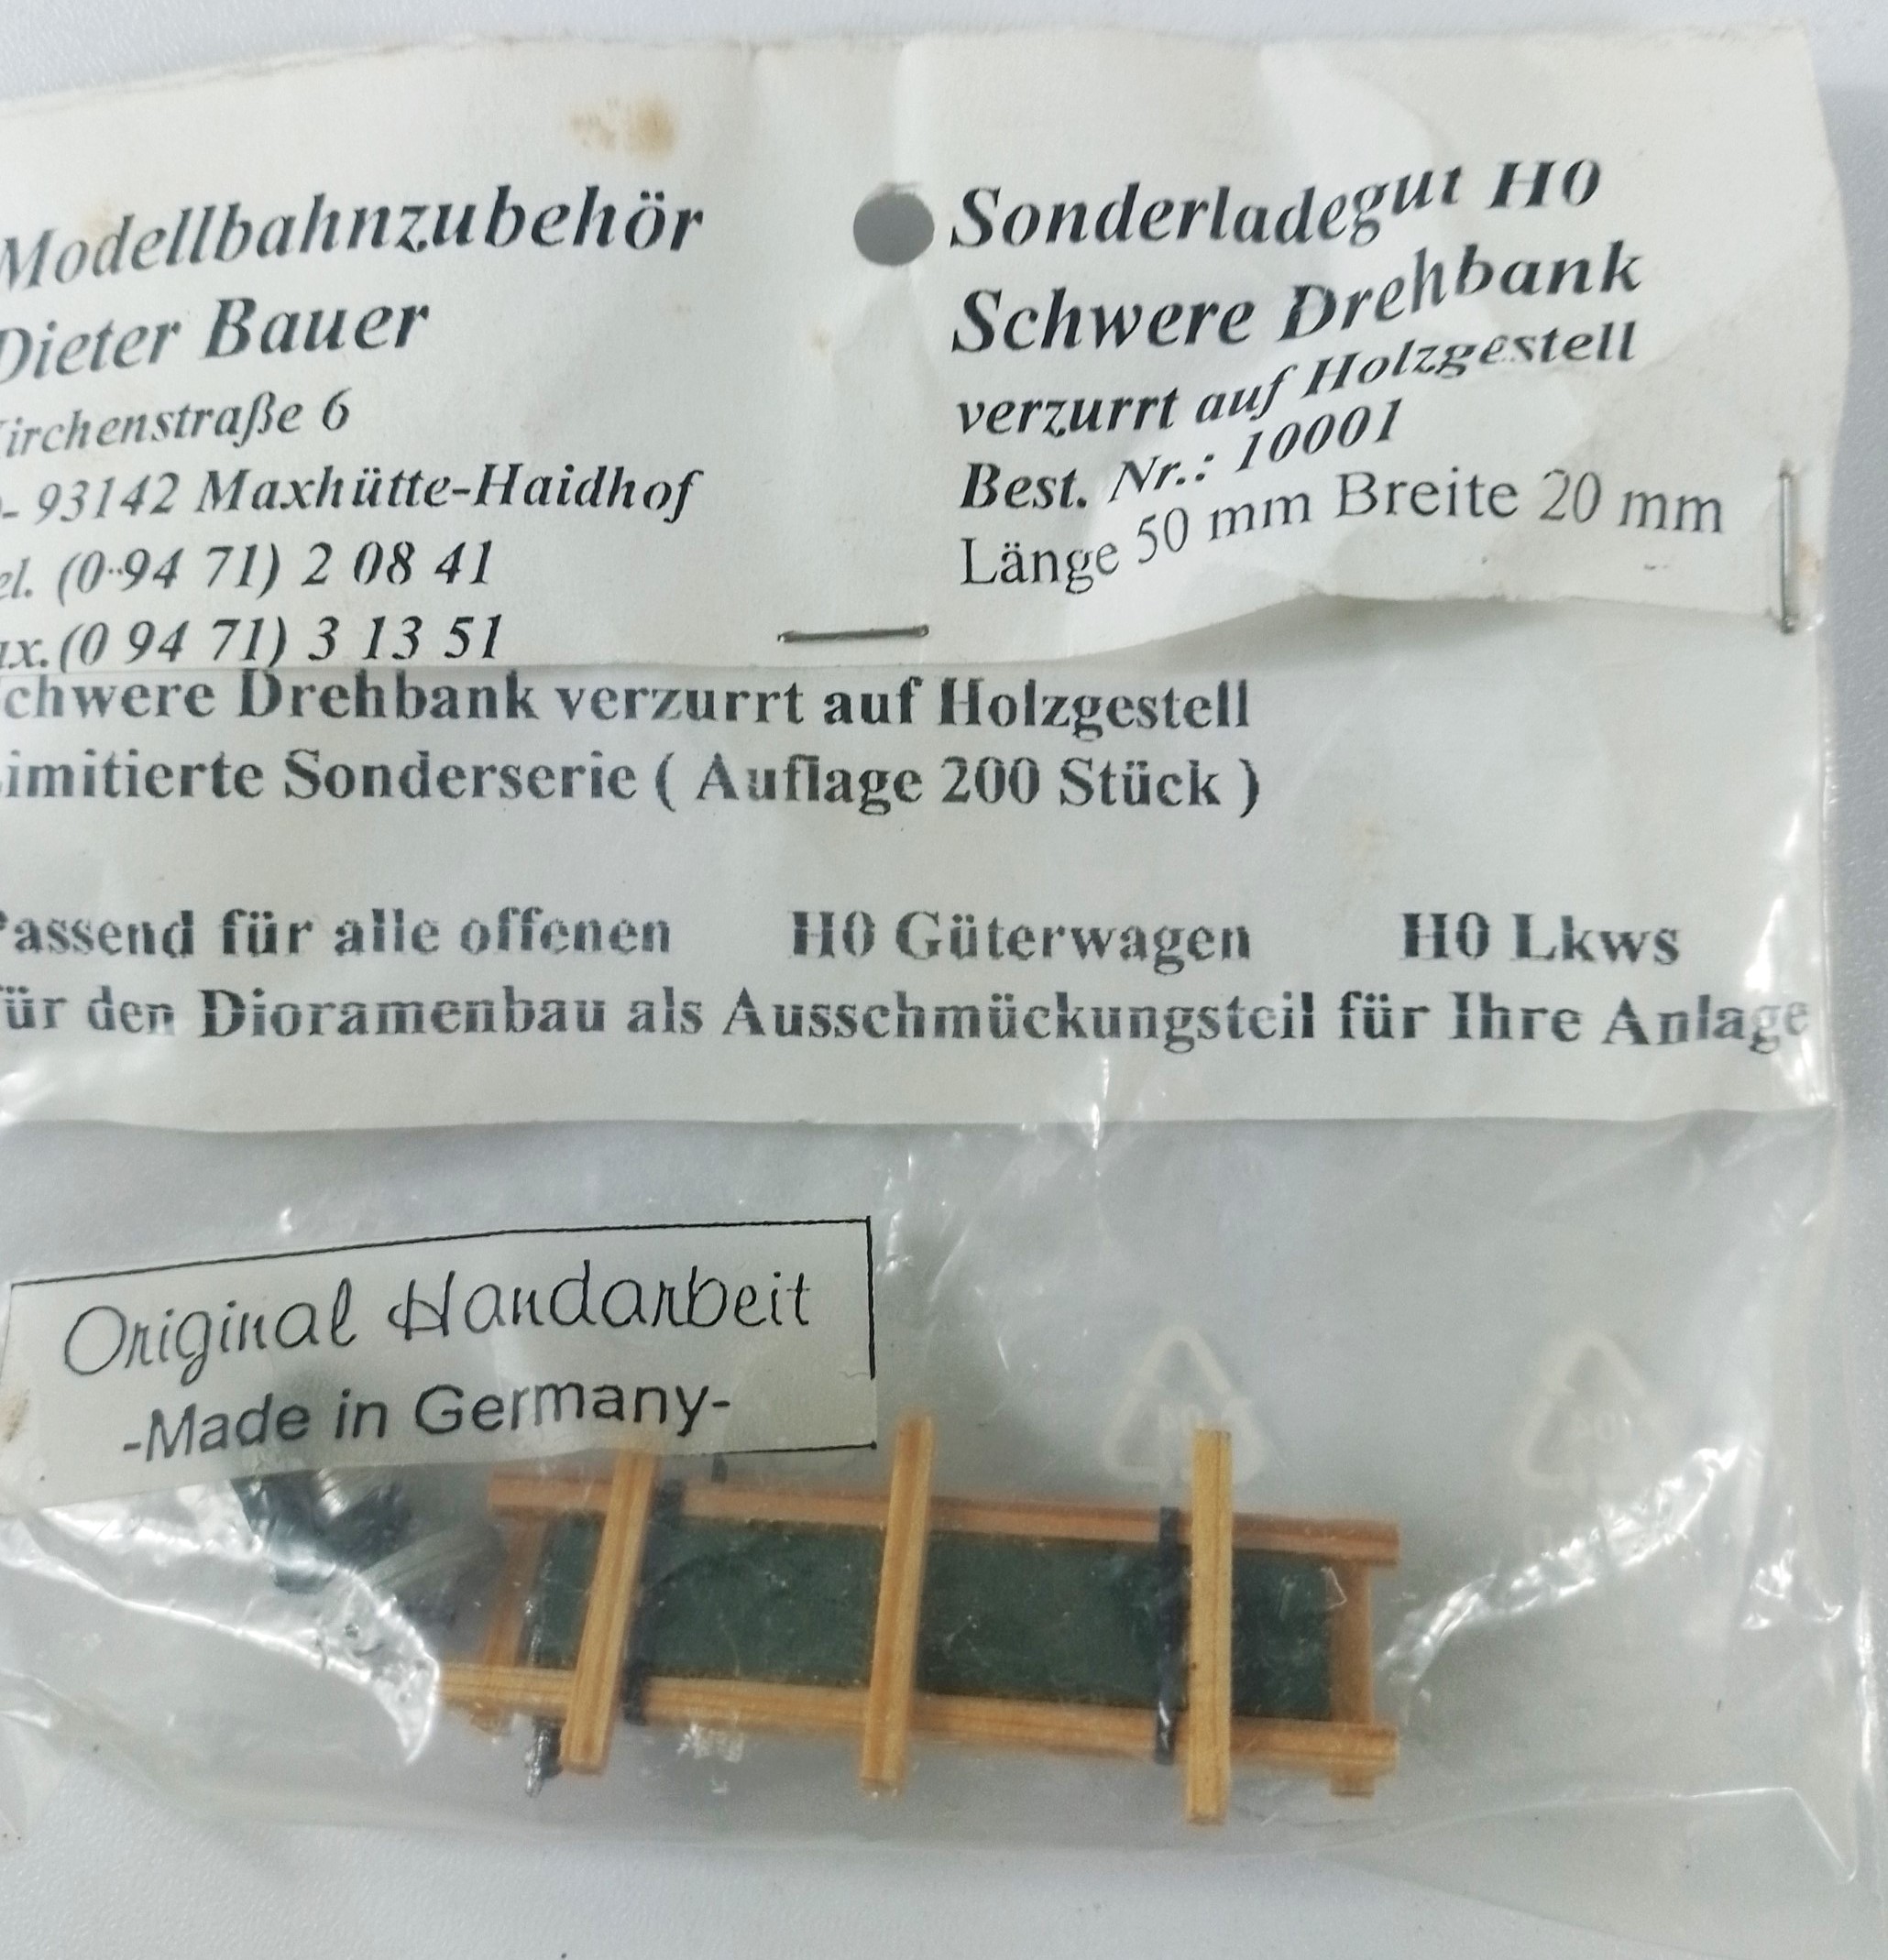 Modellbahnzubehör
Dieter Bauer
irchenstraße 6
- 93142 Maxhütte-Haidhof
el. (0-94 71) 2 08 41
ax. (0 94 71) 3 13 51
Sonderladegut H0
Schwere Drehbank
verzurrt auf Holzgestell
Best. Nr.: 10001
Länge 50 mm Breite 20 mm
chwere Drehbank verzurrt auf Holzgestell
imitierte Sonderserie ( Auflage 200 Stück )
Passend für alle offenen H0 Güterwagen H0 Lkws
ür den Dioramenbau als Ausschmückungsteil für Ihre Anlage
Original Handarbeit
-Made in Germany-